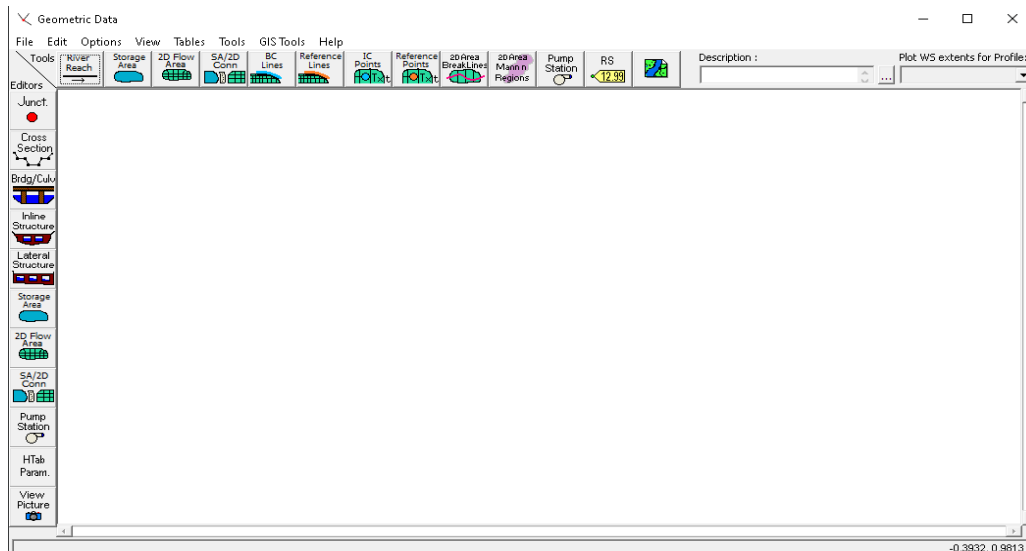 Geometric Data
File Edit Options View Tables Tools GIS Tools Help
Tools
Editors
River
Reach
Storage
Area
2D Flow
Area
SA/2D
Conn
BC
Lines
Reference
Lines
IC
Points
Reference
Points
2D Area
BreakLines
2D Area
Mann n
Regions
Pump
Station
RS
12.99
Description :
...
Plot WS extents for Profile:
Junct.
Cross
Section
Brdg/Culv
Inline
Structure
Lateral
Structure
Storage
Area
2D Flow
Area
SA/2D
Conn
Pump
Station
HTab
Param.
View
Picture
-0.3932, 0.9813